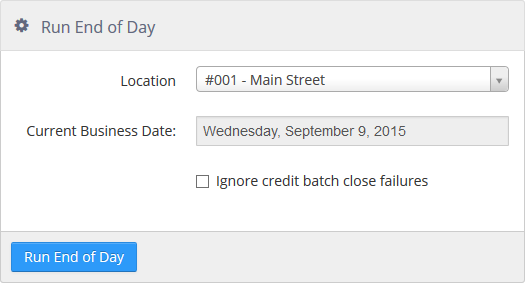 Run End of Day
Location
#001 - Main Street
Current Business Date:
Wednesday, September 9, 2015
Ignore credit batch close failures
Run End of Day